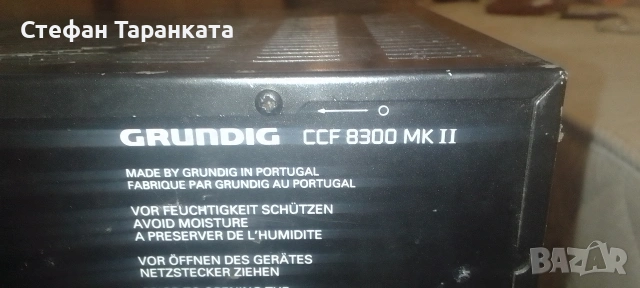 Стефан Таранката
GRUNDIG CCF 8300 MK II
MADE BY GRUNDIG IN PORTUGAL
FABRIQUE PAR GRUNDIG AU PORTUGAL
VOR FEUCHTIGKEIT SCHÜTZEN
AVOID MOISTURE
A PRESERVER DE L'HUMIDITE
VOR ÖFFNEN DES GERÄTES
NETZSTECKER ZIEHEN
BAZAR